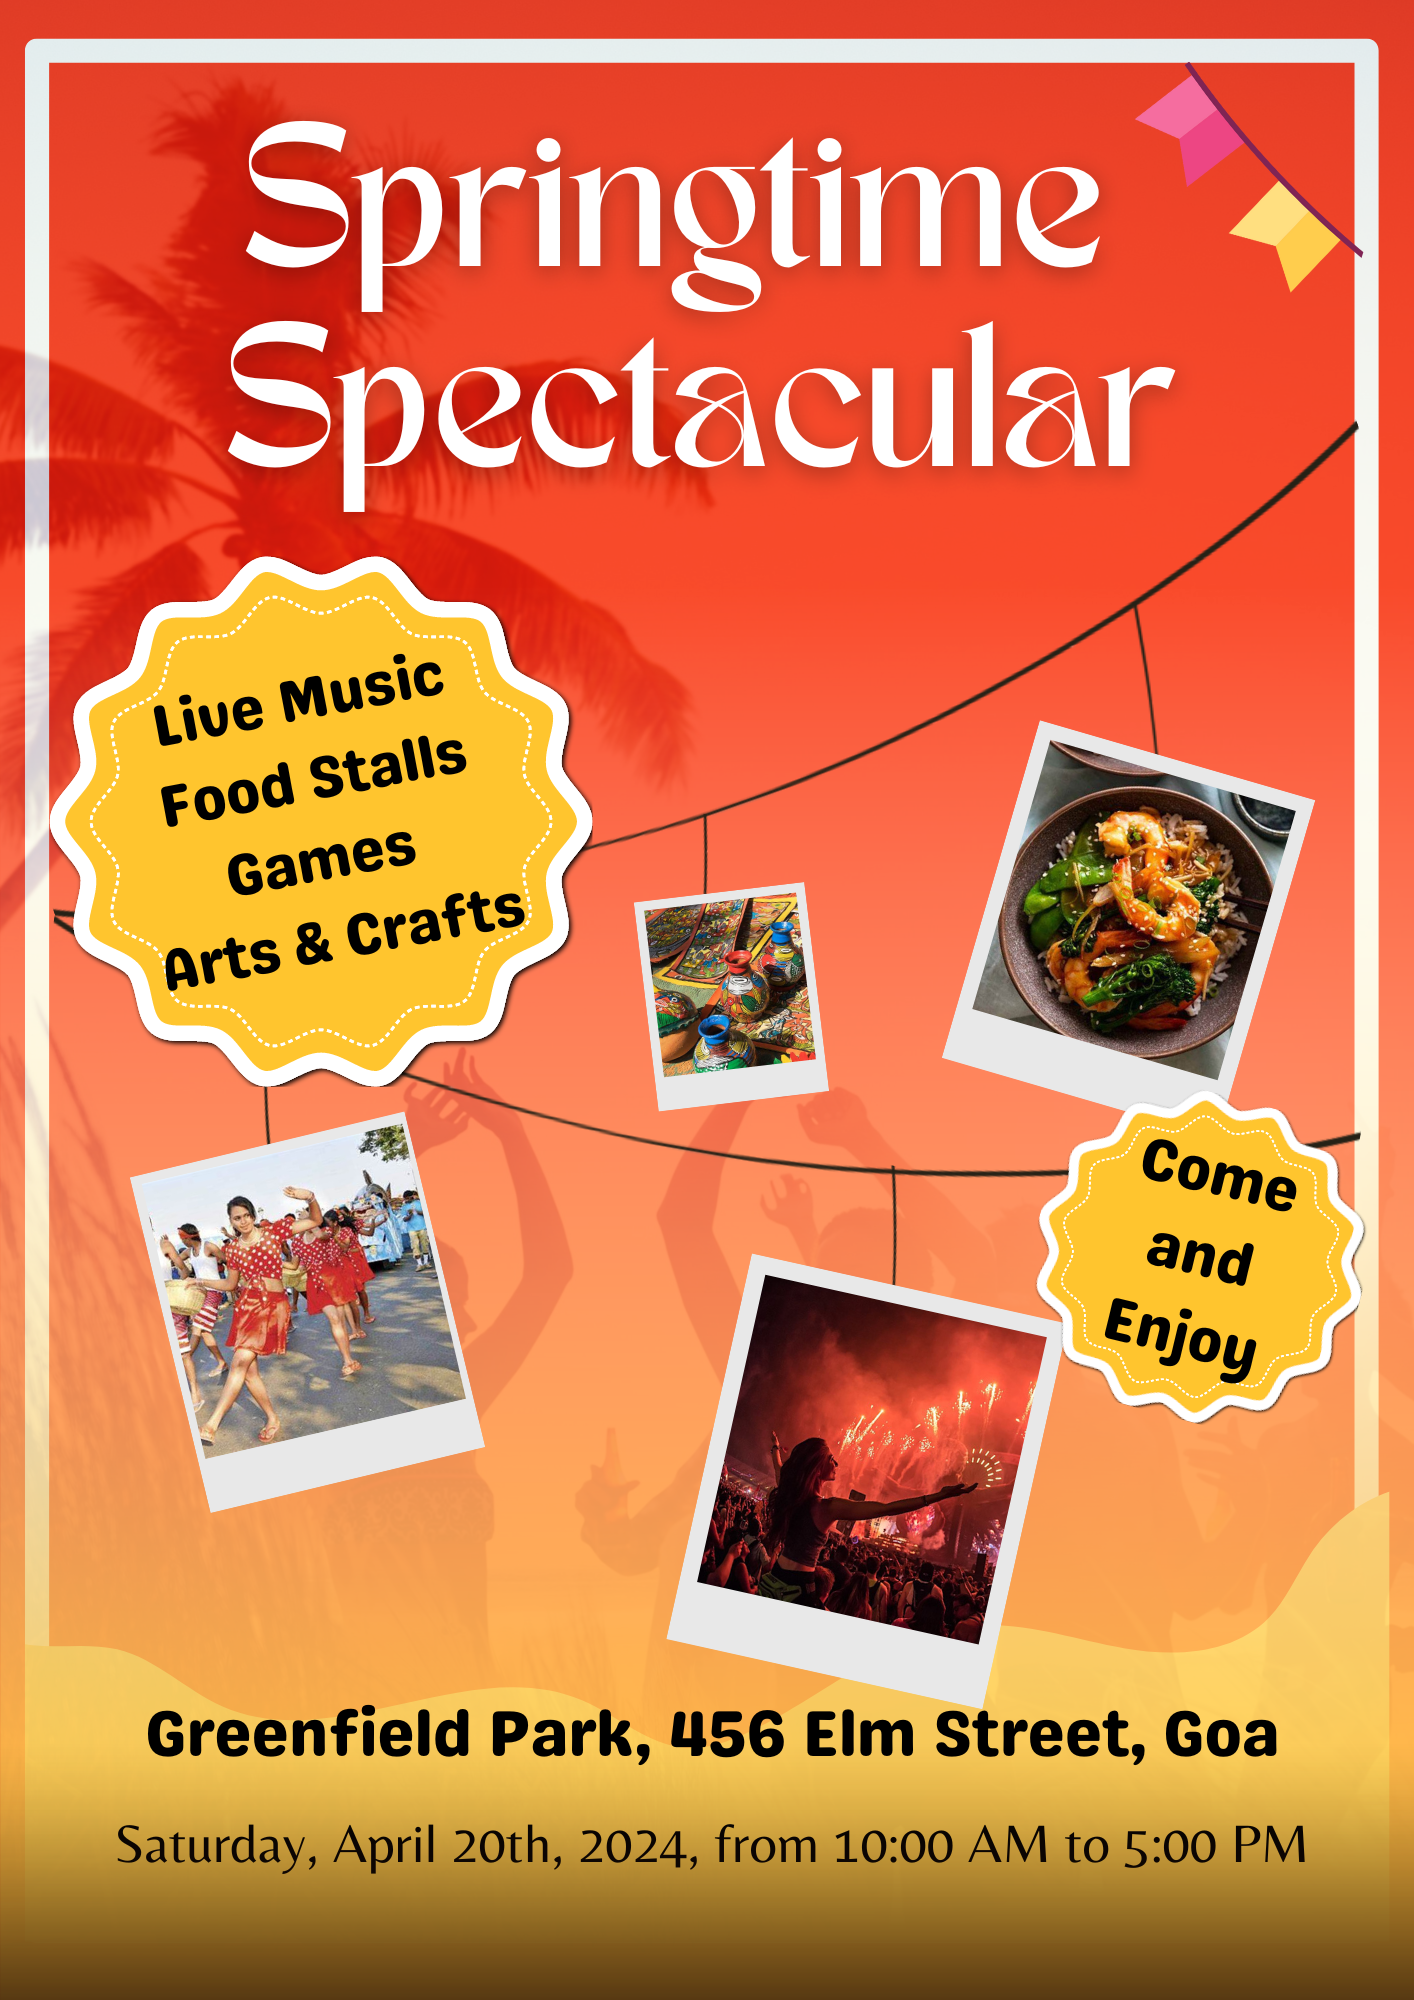 Springtime
Spectacular
Live Music
Food Stalls
Games
Arts & Crafts
Come
and
Enjoy
Greenfield Park, 456 Elm Street, Goa
Saturday, April 20th, 2024, from 10:00 AM to 5:00 PM